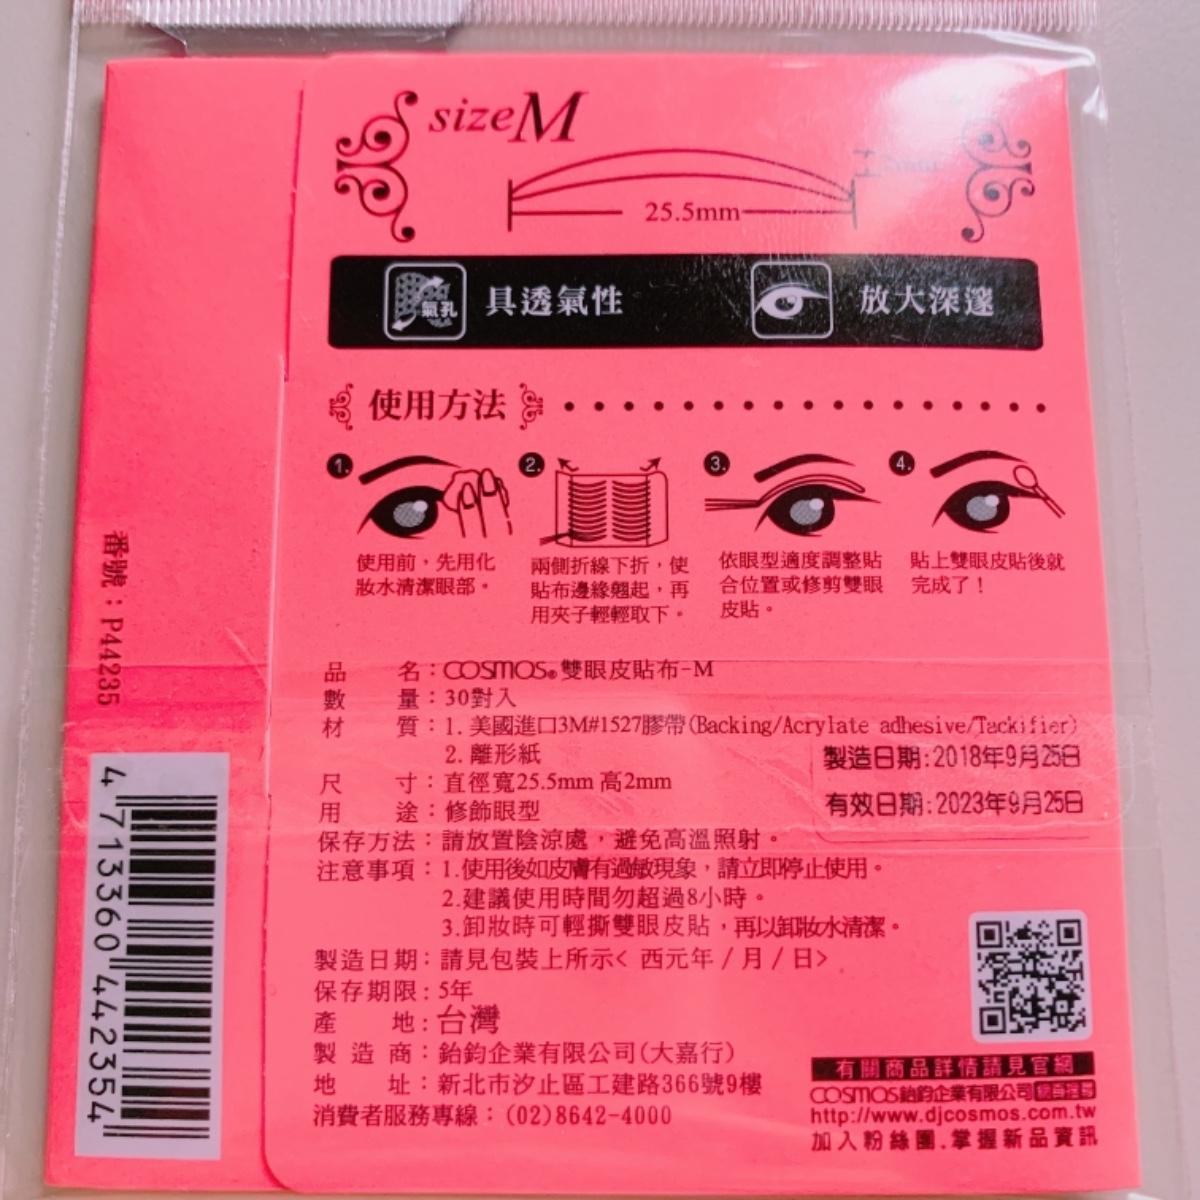 size M
25.5mm
氣孔
具透氣性
放大深邃
使用方法
1.
使用前，先用化
妝水清潔眼部。
2.
兩側折線下折，使
貼布邊緣翹起，再
用夾子輕輕取下。
3.
依眼型適度調整貼
合位置或修剪雙眼
皮貼。
4.
貼上雙眼皮貼後就
完成了！
品名：COSMOS®雙眼皮貼布-M
數量：30對入
材質：1. 美國進口3M#1527膠帶(Backing/Acrylate adhesive/Tackifier)
2. 離形紙
尺寸：直徑寬25.5mm 高2mm
用途：修飾眼型
保存方法：請放置陰涼處，避免高溫照射。
注意事項：1.使用後如皮膚有過敏現象，請立即停止使用。
2.建議使用時間勿超過8小時。
3.卸妝時可輕撕雙眼皮貼，再以卸妝水清潔。
製造日期：請見包裝上所示< 西元年/月/日>
保存期限：5年
產地：台灣
製造商：鉑鈞企業有限公司(大嘉行)
地址：新北市汐止區工建路366號9樓
消費者服務專線：(02)8642-4000
製造日期:2018年9月25日
有效日期:2023年9月25日
有關商品詳情請見官網
COSMOS鉑鈞企業有限公司
http://www.djcosmos.com.tw
加入粉絲團.掌握新品資訊
番號：P44235
4 713360 442354